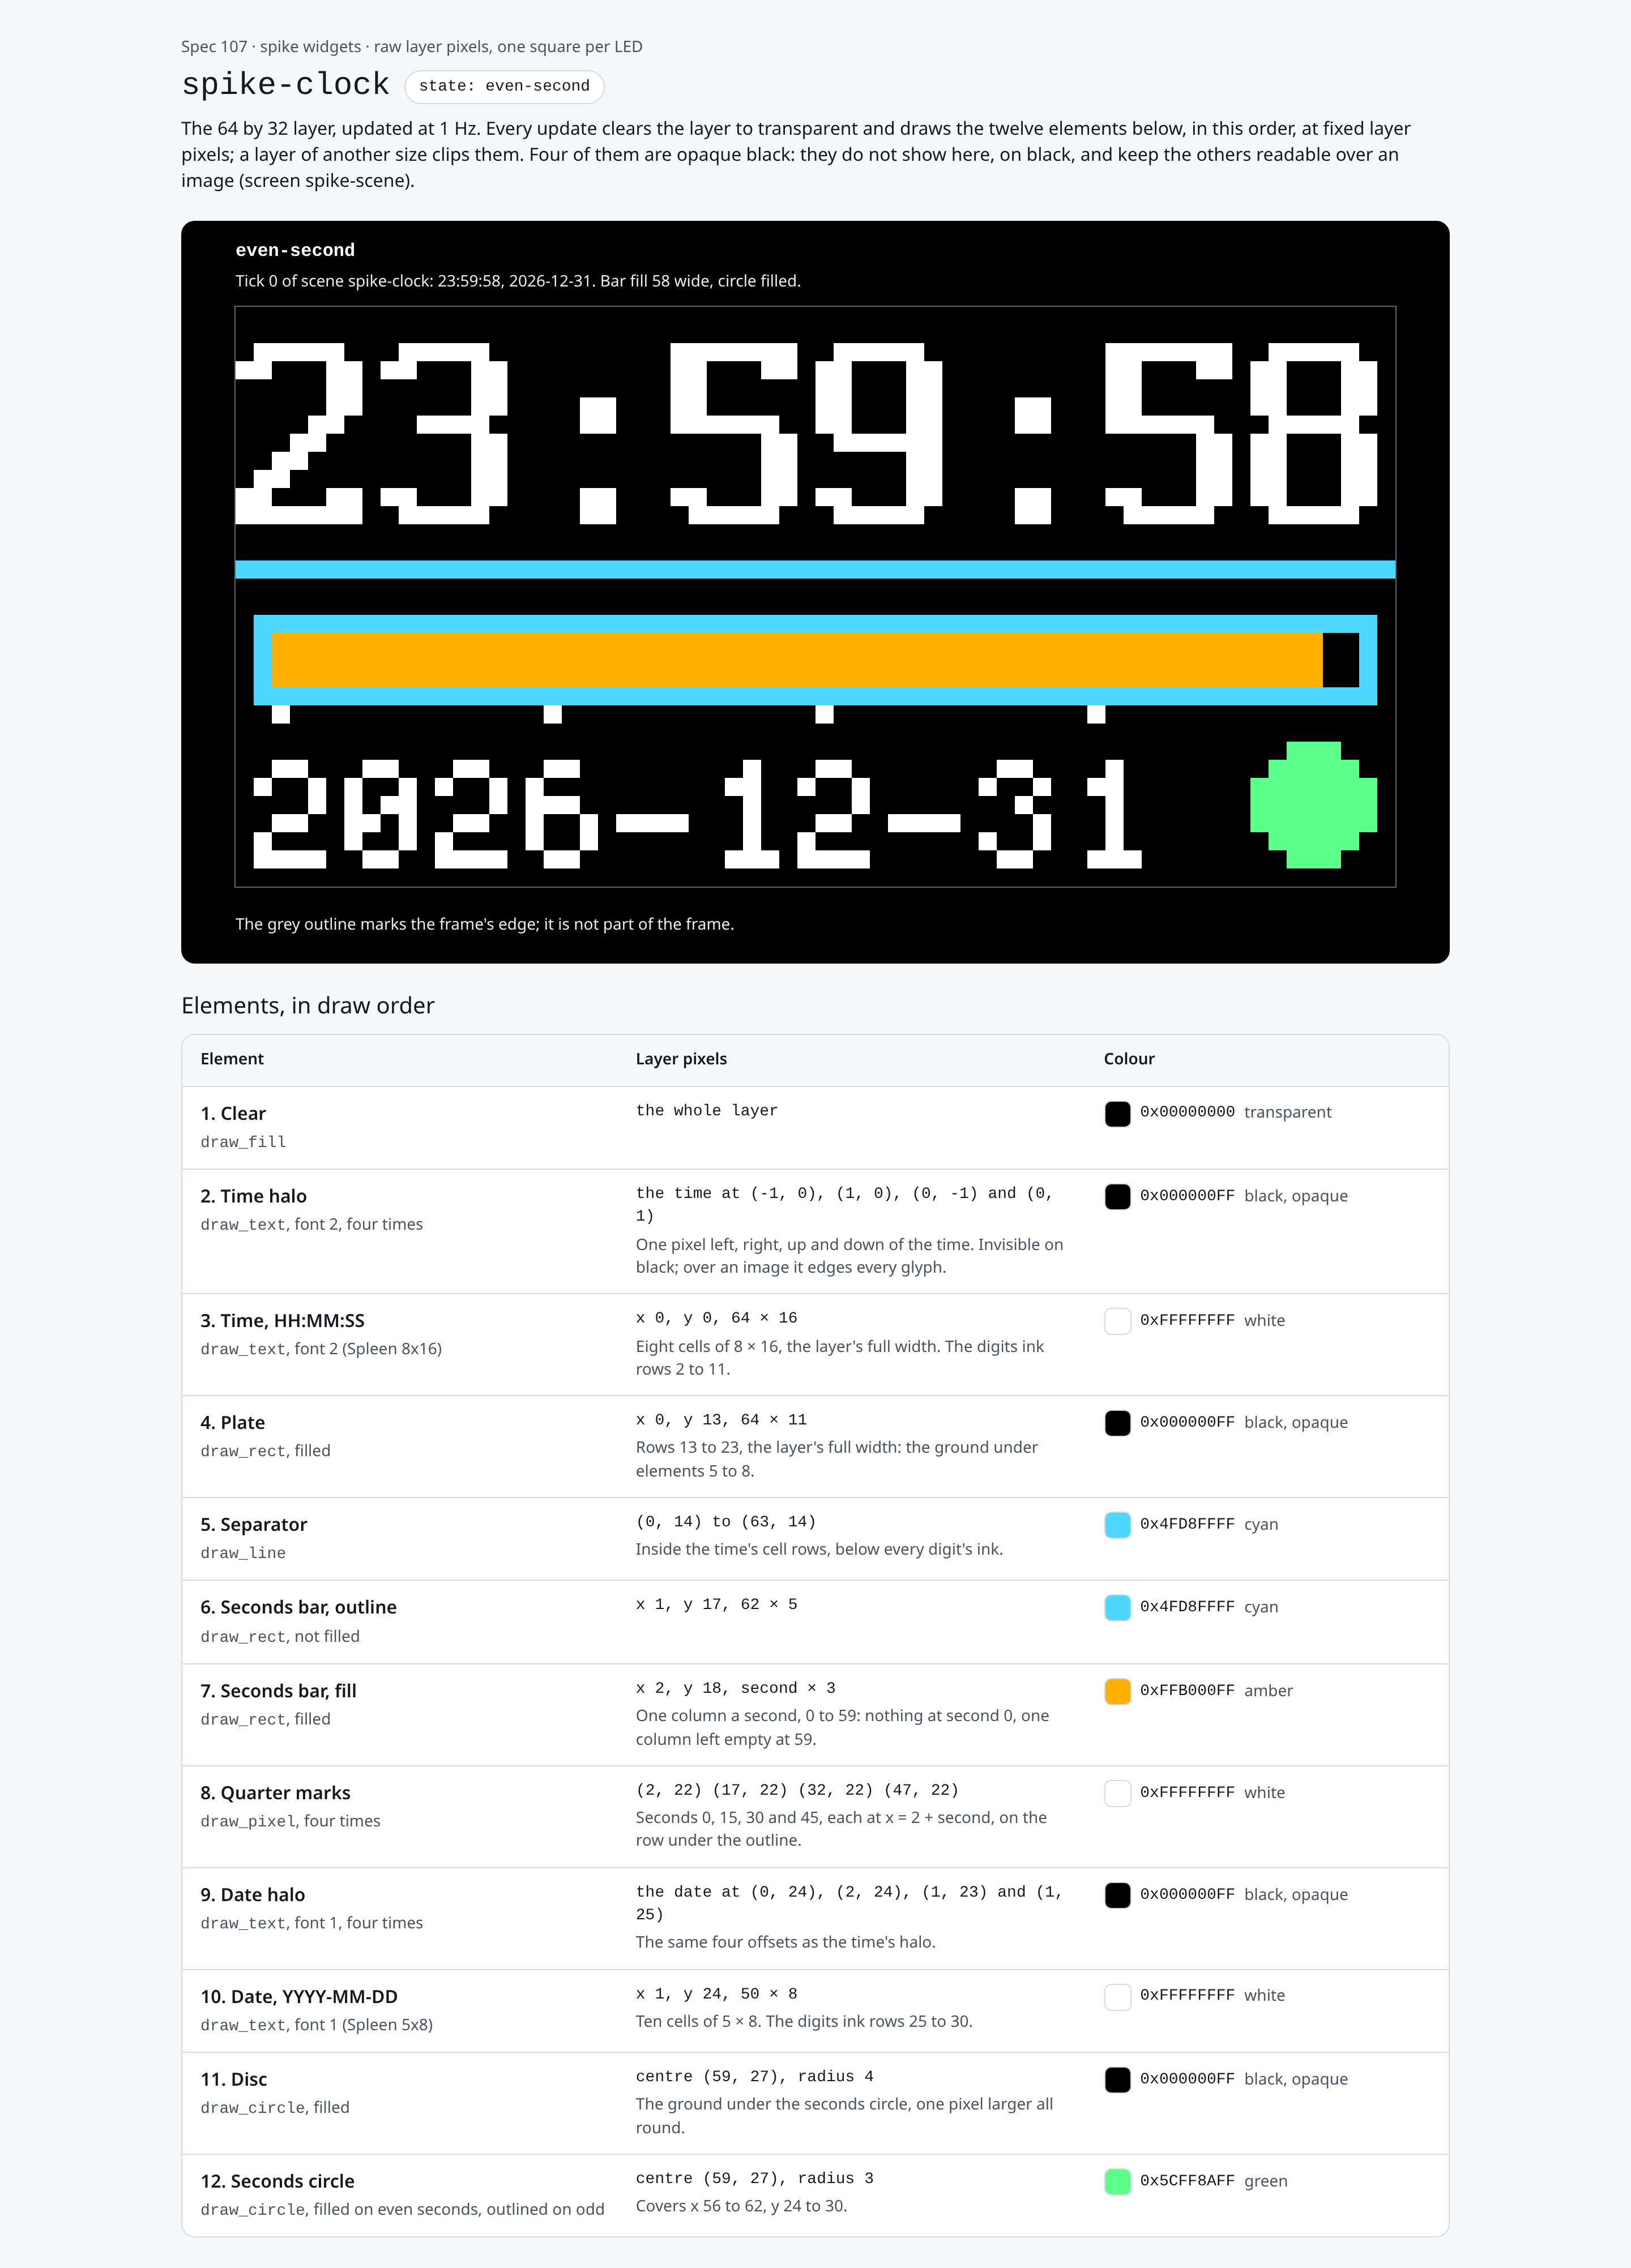 Spec 107 · spike widgets · raw layer pixels, one square per LED
spike-clock state: even-second
The 64 by 32 layer, updated at 1 Hz. Every update clears the layer to transparent and draws the twelve elements below, in this order, at fixed layer
pixels; a layer of another size clips them. Four of them are opaque black: they do not show here, on black, and keep the others readable over an
image (screen spike-scene).
even-second
Tick 0 of scene spike-clock: 23:59:58, 2026-12-31. Bar fill 58 wide, circle filled.
23:59:58
2026-12-31
The grey outline marks the frame's edge; it is not part of the frame.
Elements, in draw order
Element Layer pixels Colour
1. Clear the whole layer 0x00000000 transparent
draw_fill
2. Time halo the time at (-1, 0), (1, 0), (0, -1) and (0, 0x000000FF black, opaque
draw_text, font 2, four times 1)
One pixel left, right, up and down of the time. Invisible on
black; over an image it edges every glyph.
3. Time, HH:MM:SS x 0, y 0, 64 × 16 0xFFFFFFFF white
draw_text, font 2 (Spleen 8x16) Eight cells of 8 × 16, the layer's full width. The digits ink
rows 2 to 11.
4. Plate x 0, y 13, 64 × 11 0x000000FF black, opaque
draw_rect, filled Rows 13 to 23, the layer's full width: the ground under
elements 5 to 8.
5. Separator (0, 14) to (63, 14) 0x4FD8FFFF cyan
draw_line Inside the time's cell rows, below every digit's ink.
6. Seconds bar, outline x 1, y 17, 62 × 5 0x4FD8FFFF cyan
draw_rect, not filled
7. Seconds bar, fill x 2, y 18, second × 3 0xFFB000FF amber
draw_rect, filled One column a second, 0 to 59: nothing at second 0, one
column left empty at 59.
8. Quarter marks (2, 22) (17, 22) (32, 22) (47, 22) 0xFFFFFFFF white
draw_pixel, four times Seconds 0, 15, 30 and 45, each at x = 2 + second, on the
row under the outline.
9. Date halo the date at (0, 24), (2, 24), (1, 23) and (1, 0x000000FF black, opaque
draw_text, font 1, four times 25)
The same four offsets as the time's halo.
10. Date, YYYY-MM-DD x 1, y 24, 50 × 8 0xFFFFFFFF white
draw_text, font 1 (Spleen 5x8) Ten cells of 5 × 8. The digits ink rows 25 to 30.
11. Disc centre (59, 27), radius 4 0x000000FF black, opaque
draw_circle, filled The ground under the seconds circle, one pixel larger all
round.
12. Seconds circle centre (59, 27), radius 3 0x5CFF8AFF green
draw_circle, filled on even seconds, outlined on odd Covers x 56 to 62, y 24 to 30.